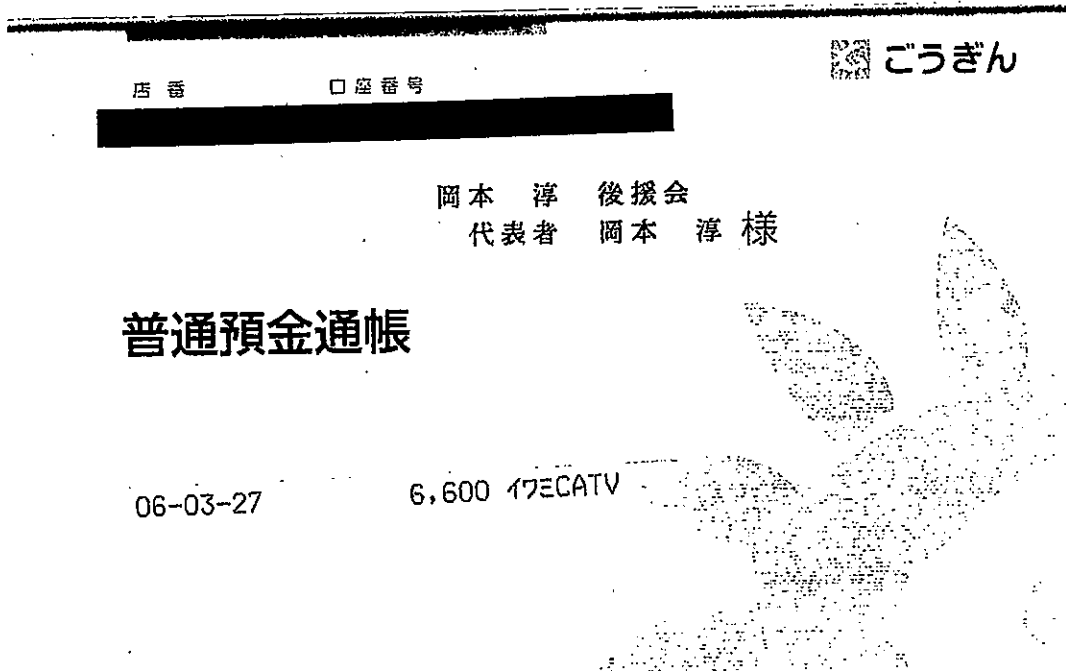 ごうぎん
店番 口座番号
岡本 淳 後援会
代表者 岡本 淳 様
普通預金通帳
06-03-27 6,600 イワミCATV